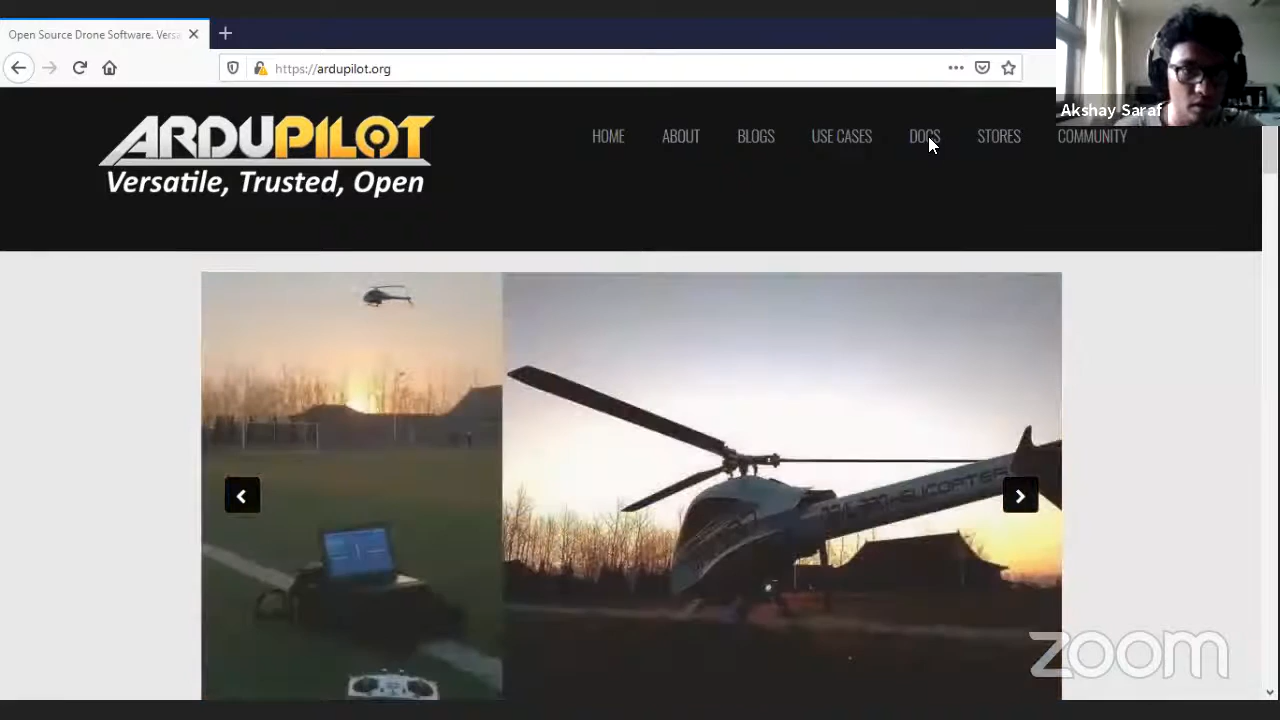 Open Source Drone Software. Versa
https://ardupilot.org
Akshay Saraf
ARDUPILOT
Versatile, Trusted, Open
HOME ABOUT BLOGS USE CASES DOCS STORES COMMUNITY
HELICOPTER
zoom